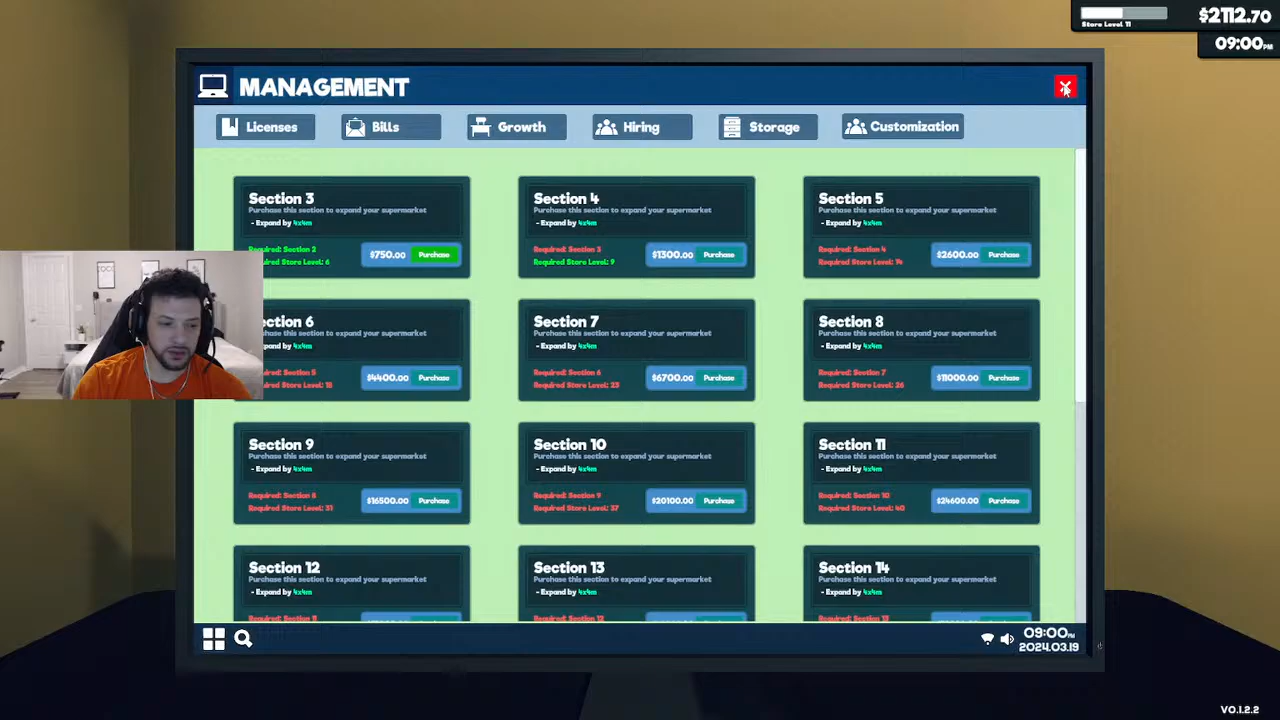 $2112.70
Store Level 11
09:00PM
MANAGEMENT
Licenses
Bills
Growth
Hiring
Storage
Customization
Section 3
Purchase this section to expand your supermarket
- Expand by 4x4m
Required: Section 2
Required Store Level: 6
$750.00 Purchase
Section 4
Purchase this section to expand your supermarket
- Expand by 4x4m
Required: Section 3
Required Store Level: 9
$1300.00 Purchase
Section 5
Purchase this section to expand your supermarket
- Expand by 4x4m
Required: Section 4
Required Store Level: 14
$2600.00 Purchase
6
Purchase this section to expand your supermarket
4x4m
Section 5
Store Level: 18
$4400.00 Purchase
Section 7
Purchase this section to expand your supermarket
- Expand by 4x4m
Required: Section 6
Required Store Level: 23
$6700.00 Purchase
Section 8
Purchase this section to expand your supermarket
- Expand by 4x4m
Required: Section 7
Required Store Level: 26
$11000.00 Purchase
Section 9
Purchase this section to expand your supermarket
- Expand by 4x4m
Required: Section 8
Required Store Level: 31
$16500.00 Purchase
Section 10
Purchase this section to expand your supermarket
- Expand by 4x4m
Required: Section 9
Required Store Level: 37
$20100.00 Purchase
Section 11
Purchase this section to expand your supermarket
- Expand by 4x4m
Required: Section 10
Required Store Level: 40
$24600.00 Purchase
Section 12
Purchase this section to expand your supermarket
- Expand by 4x4m
Section 13
Purchase this section to expand your supermarket
- Expand by 4x4m
Section 14
Purchase this section to expand your supermarket
- Expand by 4x4m
09:00PM
2024.03.19
V0.1.2.2